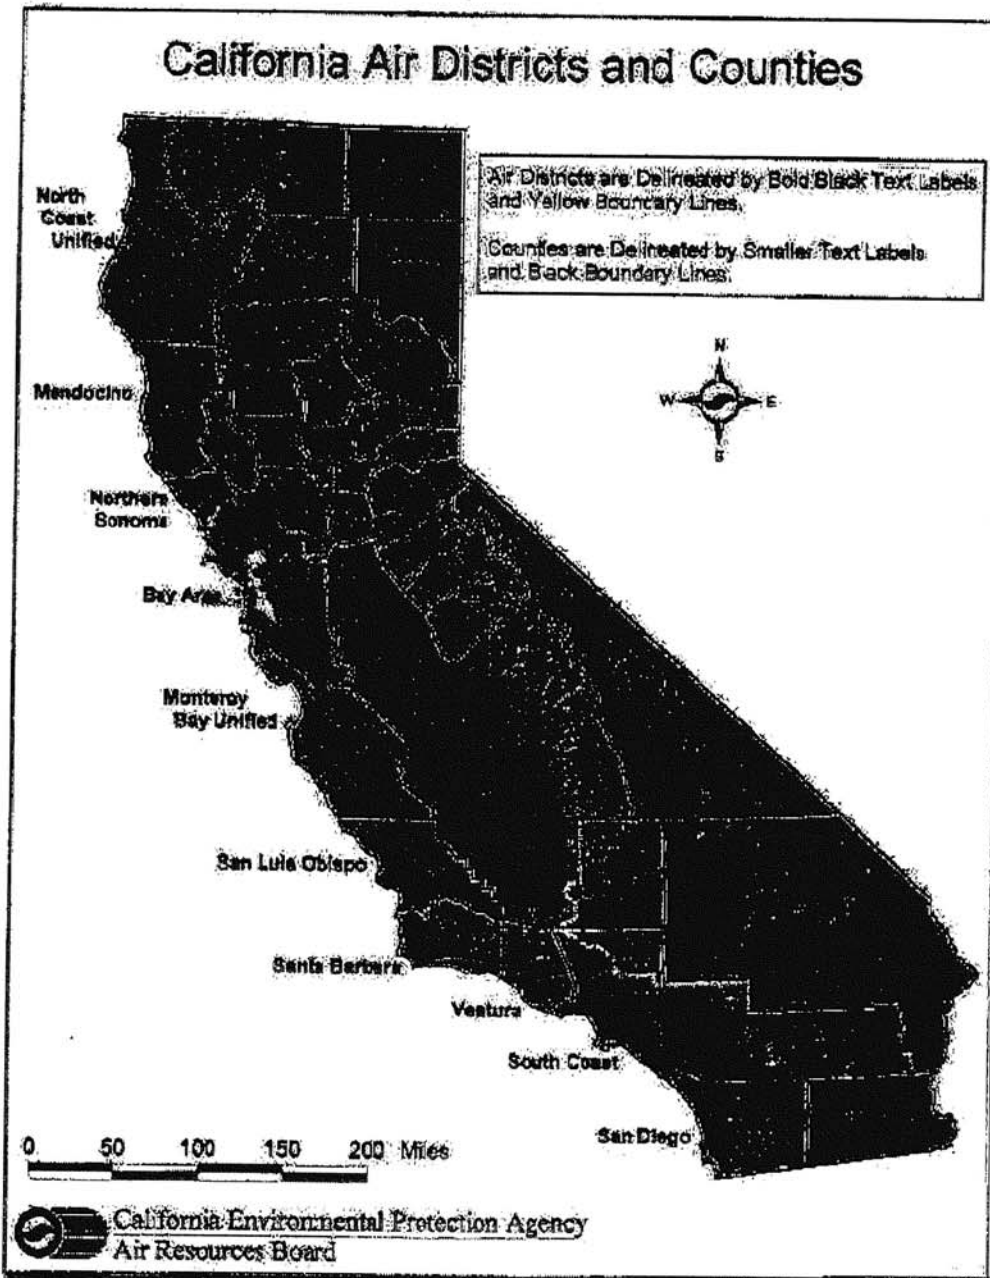 California Air Districts and Counties
Air Districts are Delineated by Bold Black Text Labels
and Yellow Boundary Lines.
Counties are Delineated by Smaller Text Labels
and Black Boundary Lines.
North
Coast
Unified
N
W
E
S
Mendocino
Northern
Sonoma
Bay Area
Monterey
Bay Unified
San Luis Obispo
Santa Barbara
Ventura
South Coast
San Diego
0 50 100 150 200 Miles
California Environmental Protection Agency
Air Resources Board